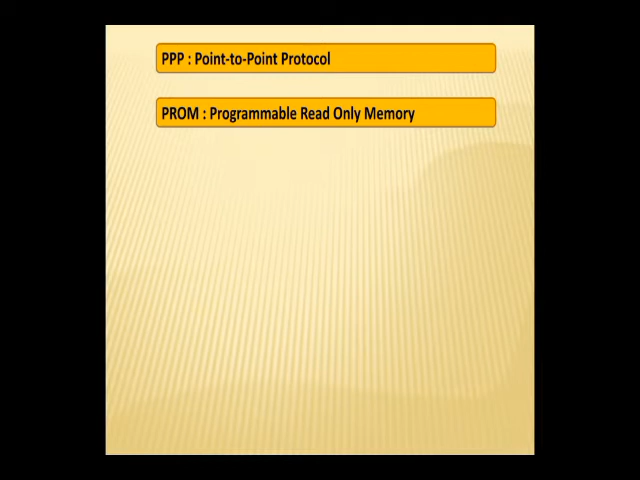 PPP : Point-to-Point Protocol
PROM : Programmable Read Only Memory